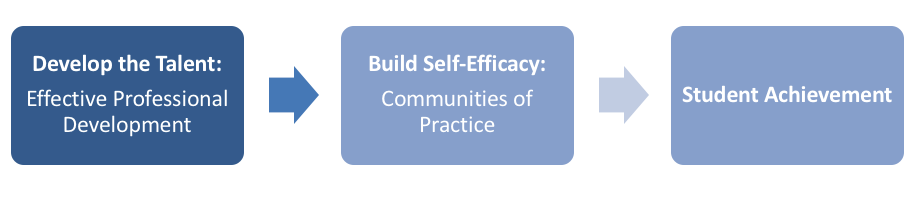 Develop the Talent:
Effective Professional
Development
Build Self-Efficacy:
Communities of
Practice
Student Achievement